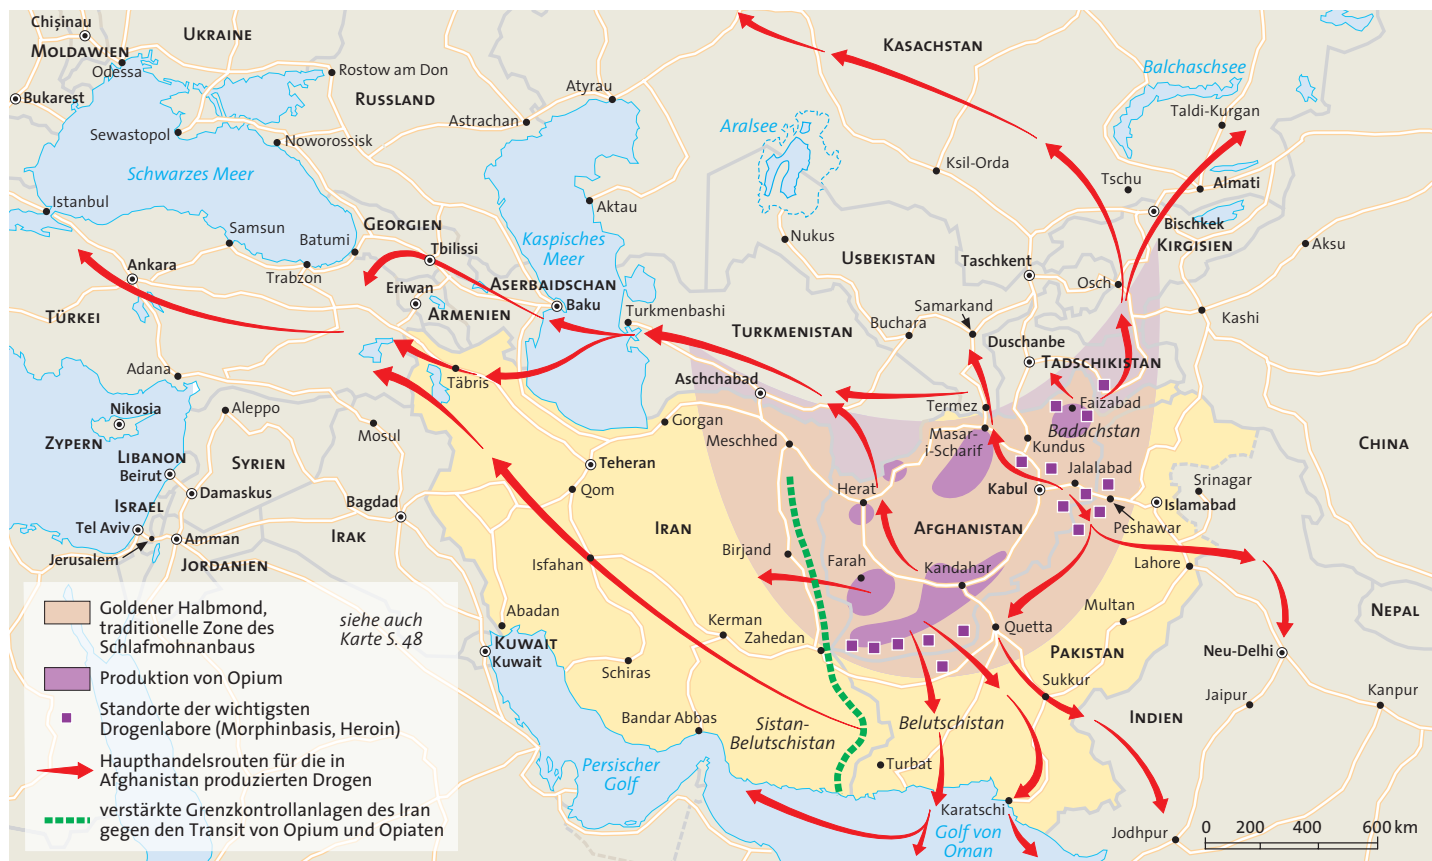 Chișinau
MOLDAWIEN
UKRAINE
Odessa
Rostow am Don
Bukarest
RUSSLAND
Sewastopol
Noworossisk
Schwarzes Meer
Istanbul
Samsun
Batumi
GEORGIEN
Tbilissi
Trabzon
Ankara
TÜRKEI
Eriwan
ARMENIEN
ASERBAIDSCHAN
Baku
Adana
Täbris
Atyrau
Astrachan
Aktau
Kaspisches
Meer
Turkmenbashi
TURKMENISTAN
Aralsee
Nukus
USBEKISTAN
KASACHSTAN
Ksil-Orda
Balchaschsee
Taldi-Kurgan
Tschu
Almati
Bischkek
KIRGISIEN
Aksu
Taschkent
Osch
Kashi
Samarkand
Buchara
Duschanbe
TADSCHIKISTAN
Faizabad
Badachstan
Termez
Masar-
i-Scharif
Kundus
Aschchabad
Gorgan
Meschhed
Nikosia
ZYPERN
Aleppo
Mosul
LIBANON
Beirut
SYRIEN
Damaskus
ISRAEL
Tel Aviv
Jerusalem
Amman
JORDANIEN
Bagdad
IRAK
Teheran
Qom
IRAN
Isfahan
Birjand
Herat
Farah
AFGHANISTAN
Kandahar
Kabul
Jalalabad
Peshawar
Srinagar
Islamabad
Lahore
CHINA
NEPAL
Multan
Quetta
PAKISTAN
Neu-Delhi
Sukkur
Jaipur
Kanpur
INDIEN
Jodhpur
Abadan
KUWAIT
Kuwait
Schiras
Kerman
Zahedan
Bandar Abbas
Sistan-
Belutschistan
Belutschistan
Turbat
Karatschi
Persischer
Golf
Golf von
Oman
Goldener Halbmond,
traditionelle Zone des
Schlafmohnanbaus
siehe auch
Karte S. 48
Produktion von Opium
Standorte der wichtigsten
Drogenlabore (Morphinbasis, Heroin)
Haupthandelsrouten für die in
Afghanistan produzierten Drogen
verstärkte Grenzkontrollanlagen des Iran
gegen den Transit von Opium und Opiaten
0 200 400 600 km